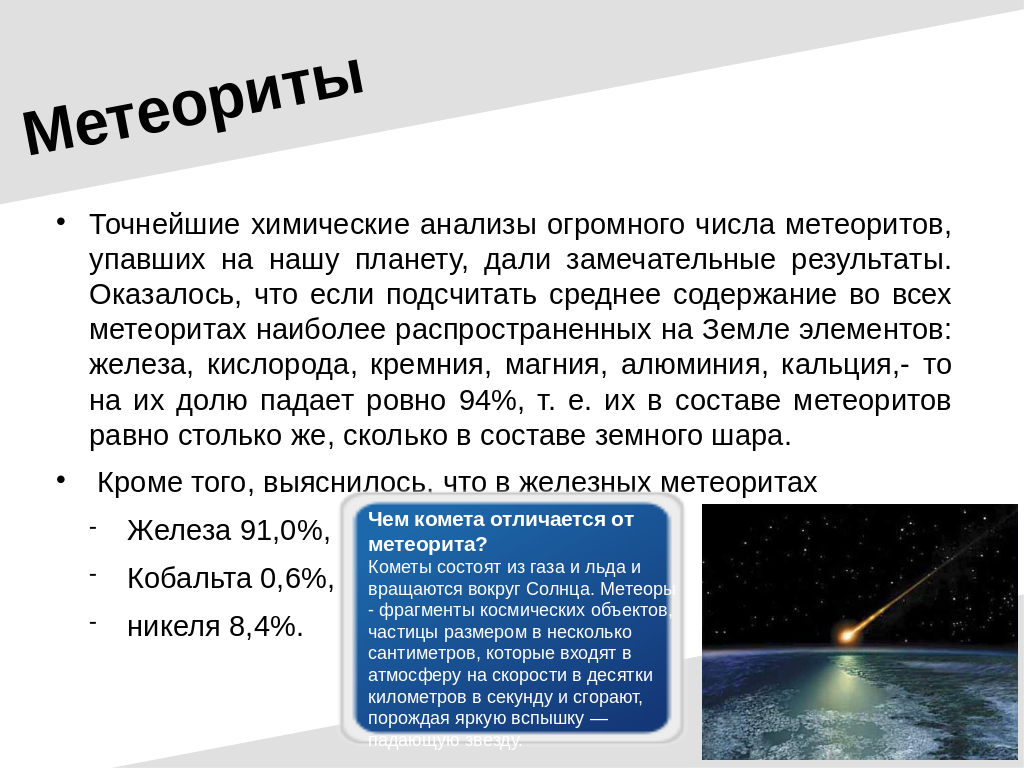 Метеориты
• Точнейшие химические анализы огромного числа метеоритов,
упавших на нашу планету, дали замечательные результаты.
Оказалось, что если подсчитать среднее содержание во всех
метеоритах наиболее распространенных на Земле элементов:
железа, кислорода, кремния, магния, алюминия, кальция,- то
на их долю падает ровно 94%, т. е. их в составе метеоритов
равно столько же, сколько в составе земного шара.
• Кроме того, выяснилось, что в железных метеоритах
- Железа 91,0%,
- Кобальта 0,6%,
- никеля 8,4%.
Чем комета отличается от
метеорита?
Кометы состоят из газа и льда и
вращаются вокруг Солнца. Метеоры
- фрагменты космических объектов,
частицы размером в несколько
сантиметров, которые входят в
атмосферу на скорости в десятки
километров в секунду и сгорают,
порождая яркую вспышку —
падающую звезду.